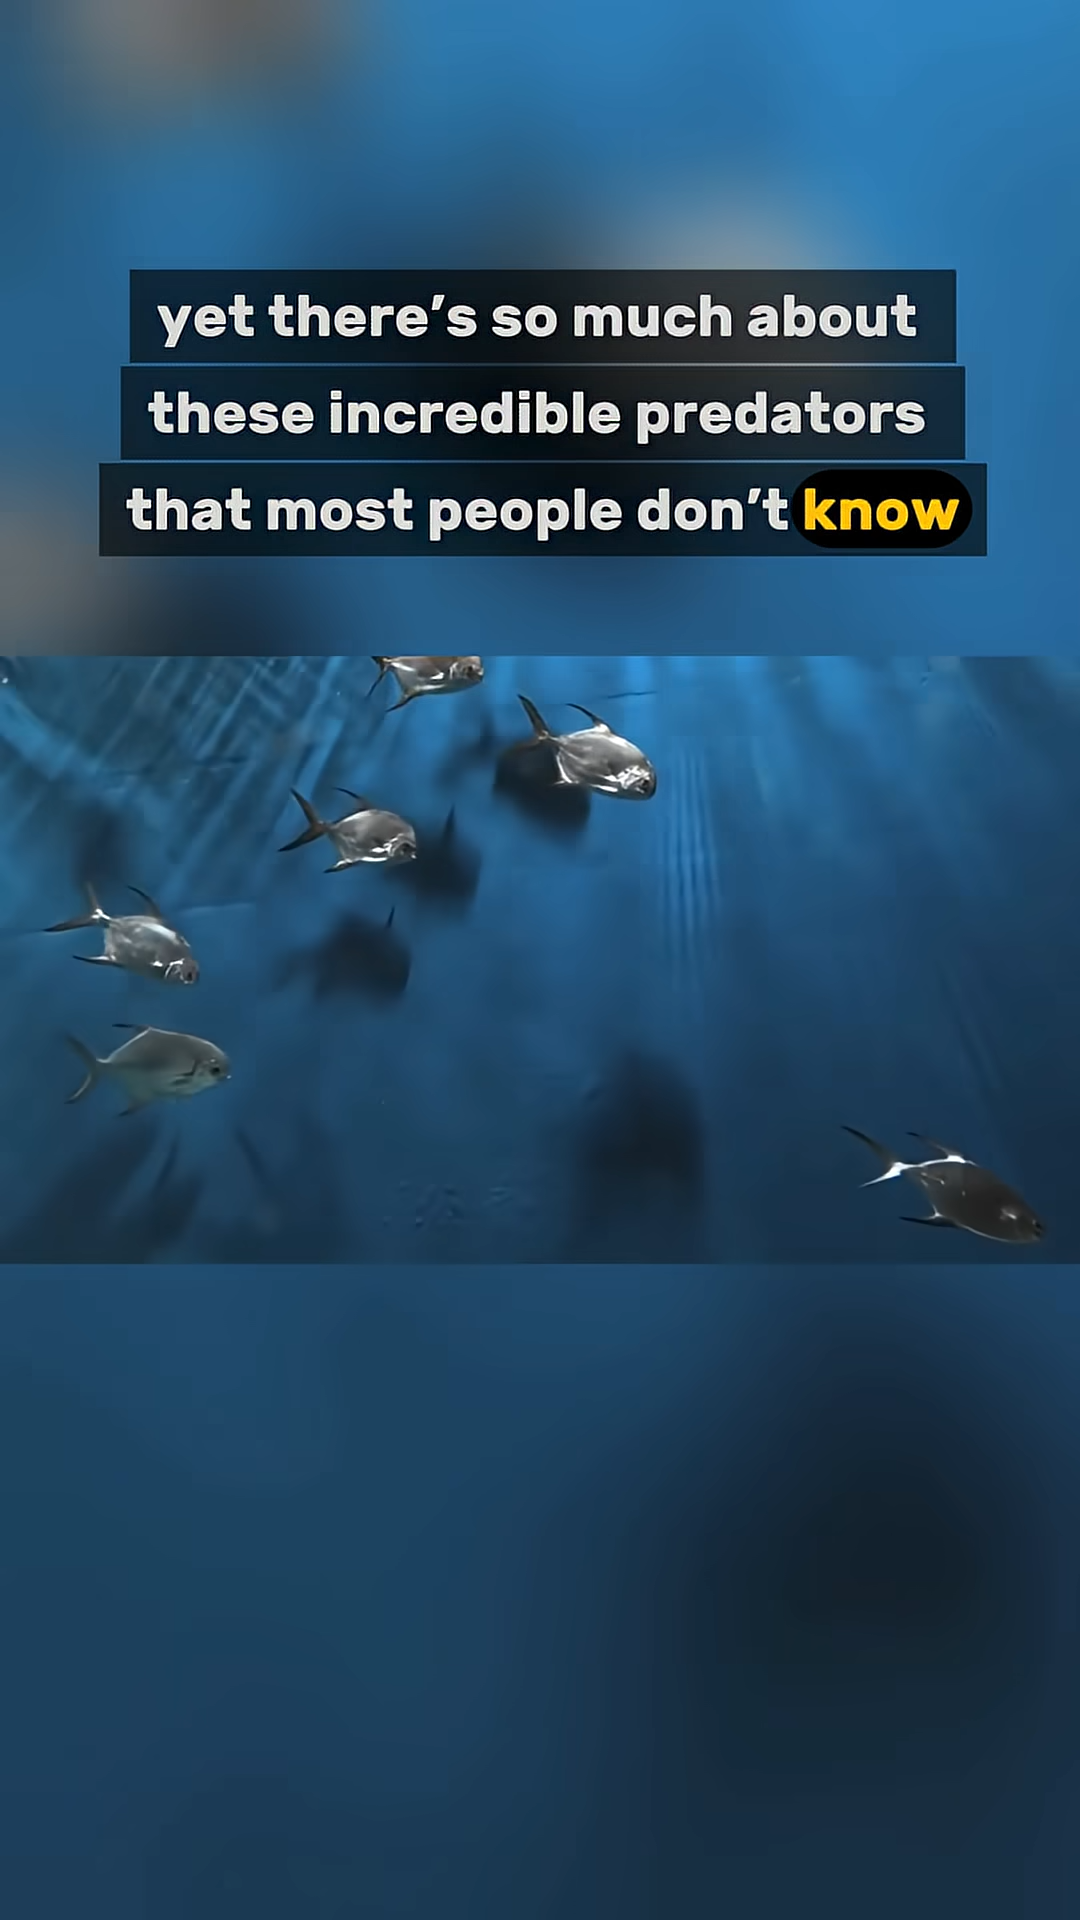 yet there’s so much about
these incredible predators
that most people don’t know